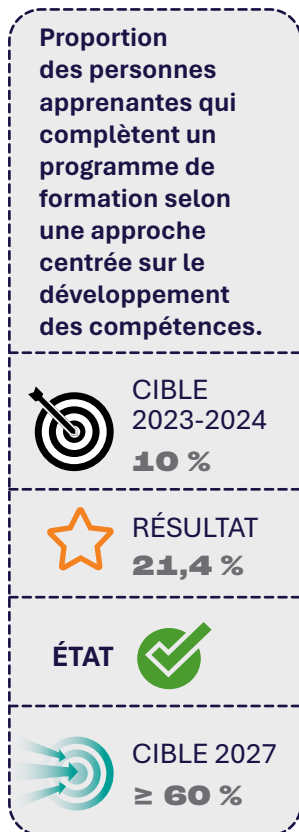 Proportion
des personnes
apprenantes qui
complètent un
programme de
formation selon
une approche
centrée sur le
développement
des compétences.
CIBLE
2023-2024
10 %
RÉSULTAT
21,4 %
ÉTAT
CIBLE 2027
≥ 60 %